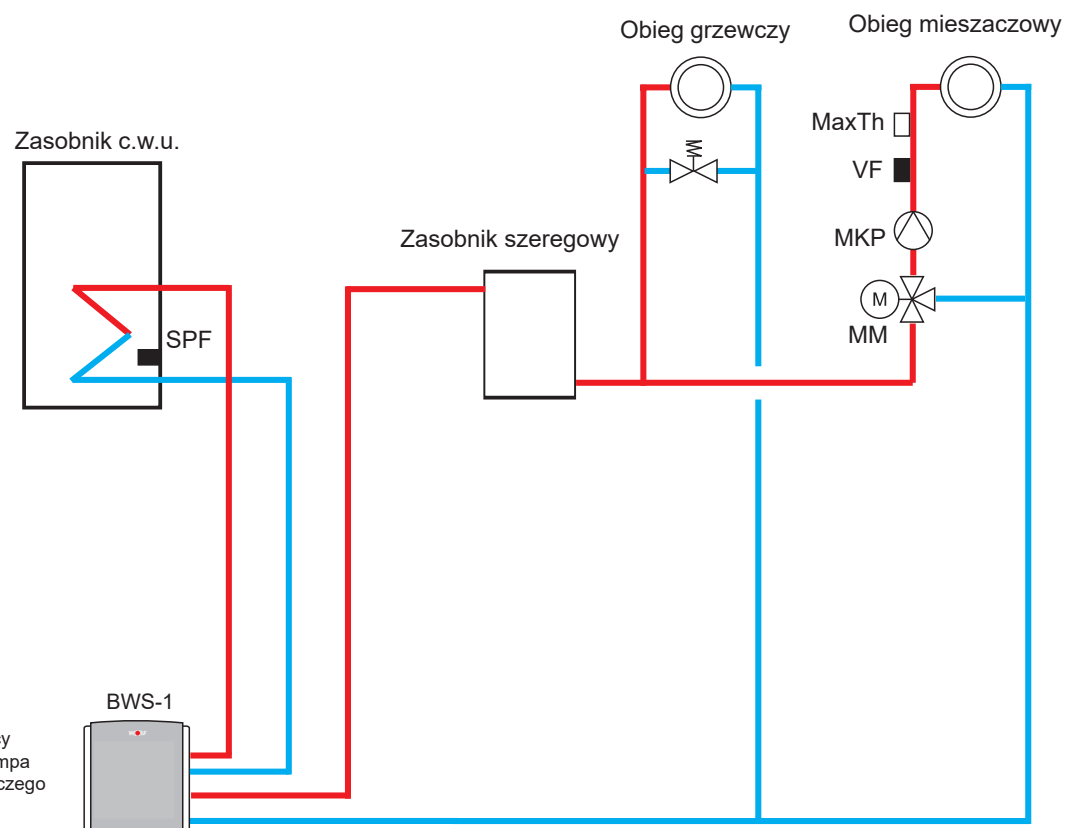 Obieg grzewczy
Obieg mieszaczowy
MaxTh
Zasobnik c.w.u.
VF
Zasobnik szeregowy
MKP
M
MM
SPF
BWS-1